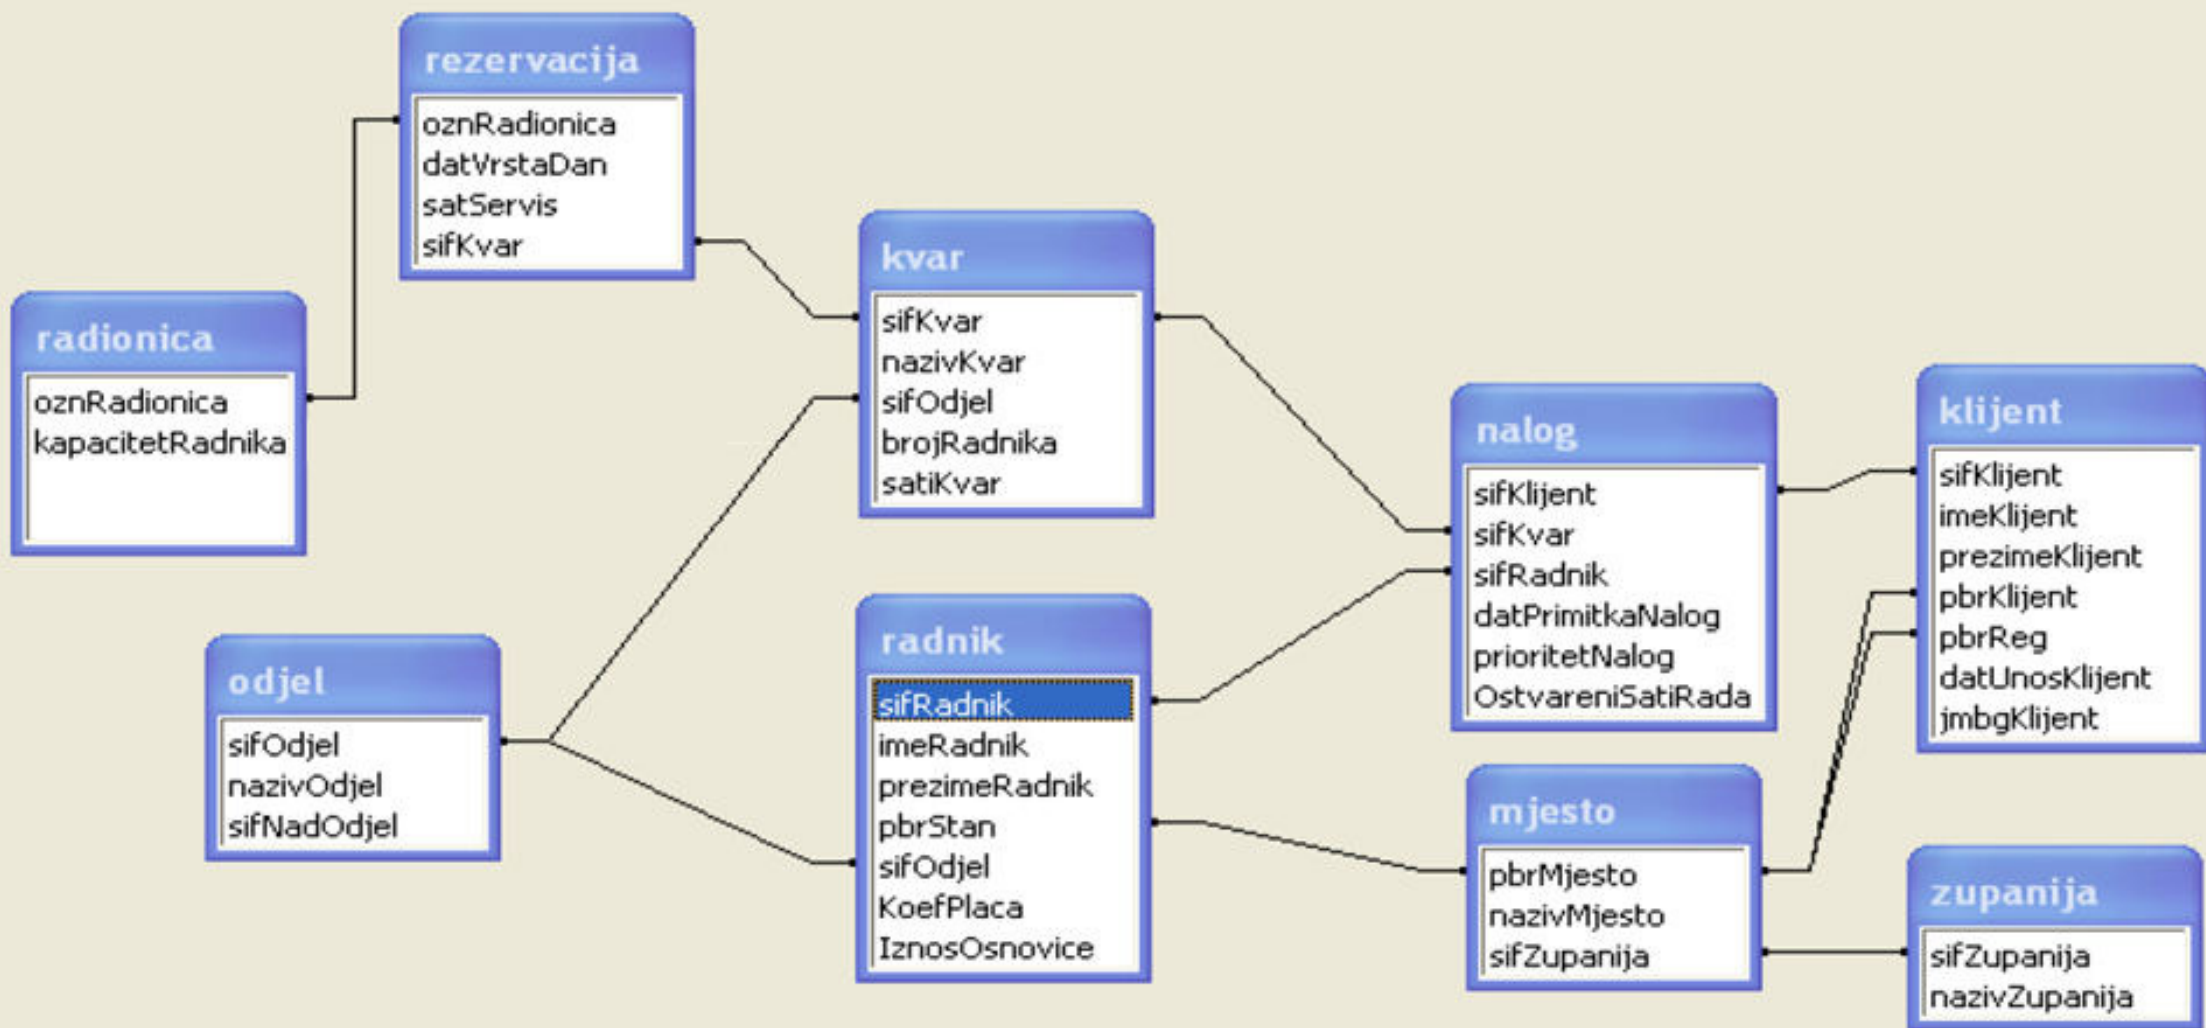 rezervacija
oznRadionica
datVrstaDan
satServis
sifKvar
radionica
oznRadionica
kapacitetRadnika
kvar
sifKvar
nazivKvar
sifOdjel
brojRadnika
satiKvar
odjel
sifOdjel
nazivOdjel
sifNadOdjel
radnik
sifRadnik
imeRadnik
prezimeRadnik
pbrStan
sifOdjel
KoefPlaca
IznosOsnovice
nalog
sifKlijent
sifKvar
sifRadnik
datPrimitkaNalog
prioritetNalog
OstvareniSatiRada
klijent
sifKlijent
imeKlijent
prezimeKlijent
pbrKlijent
pbrReg
datUnosKlijent
jmbgKlijent
mjesto
pbrMjesto
nazivMjesto
sifZupanija
zupanija
sifZupanija
nazivZupanija